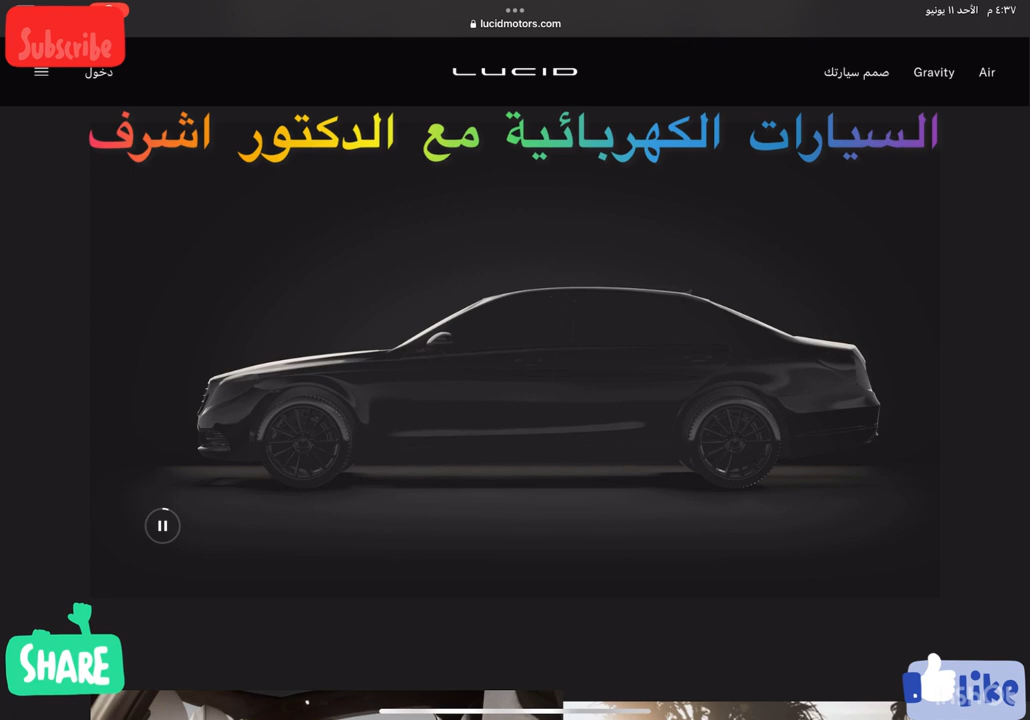 ٤:٣٧ م الأحد ١١ يونيو
lucidmotors.com
Subscribe
دخول
LUCID
صمم سيارتك Gravity Air
السيارات الكهربائية مع الدكتور اشرف
SHARE
like